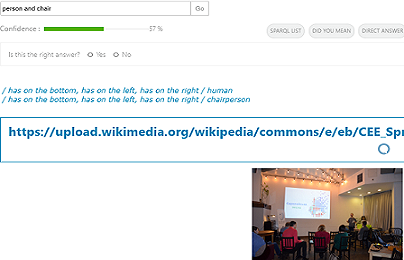 person and chair
Go
Confidence :
57 %
SPARQL LIST
DID YOU MEAN
DIRECT ANSWER
Is this the right answer?
Yes
No
/ has on the bottom, has on the left, has on the right / human
/ has on the bottom, has on the left, has on the right / chairperson
https://upload.wikimedia.org/wikipedia/commons/e/eb/CEE_Spr